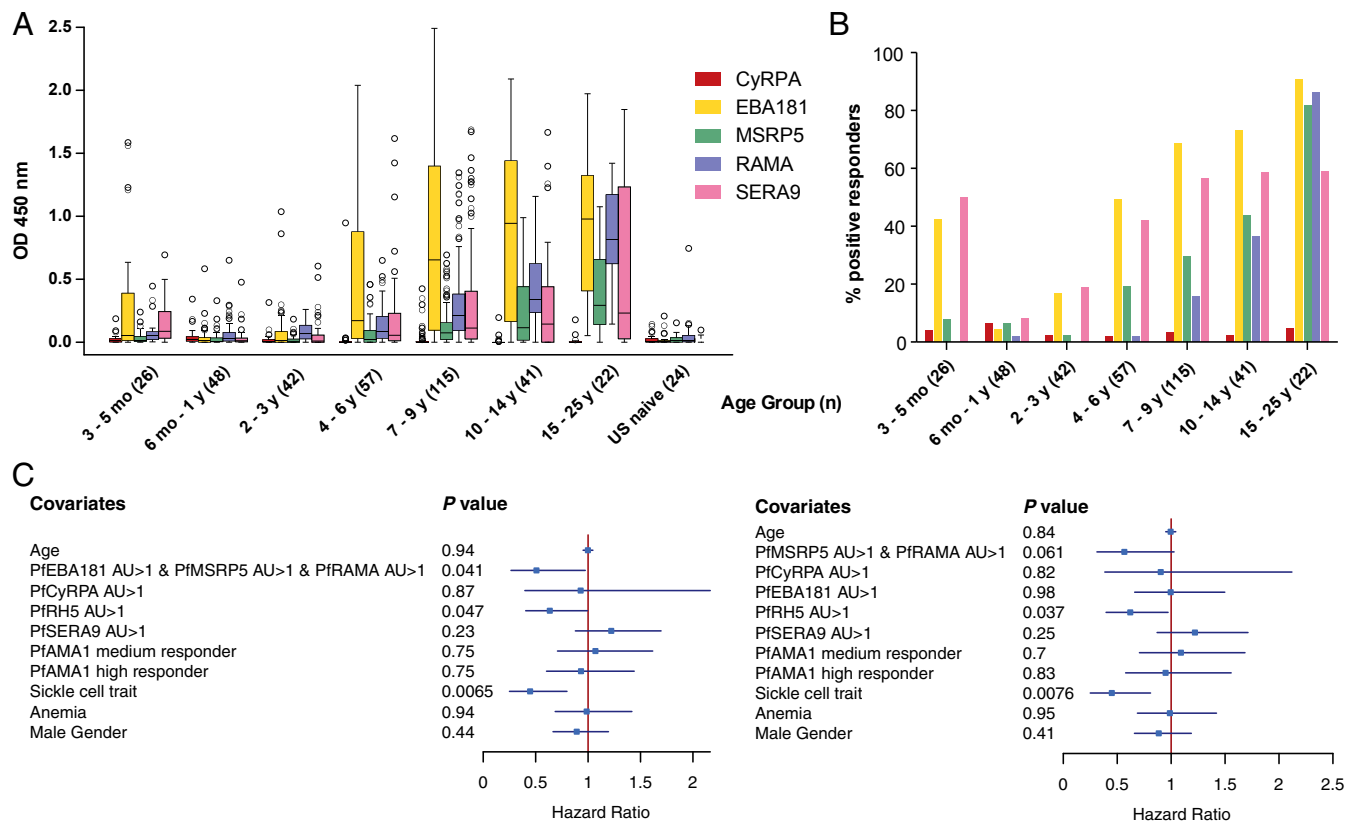 A
OD 450 nm
2.5
2.0
1.5
1.0
0.5
0.0
3 - 5 mo (26)
6 mo - 1 y (48)
2 - 3 y (42)
4 - 6 y (57)
7 - 9 y (115)
10 - 14 y (41)
15 - 25 y (22)
US naive (24)
CyRPA
EBA181
MSRP5
RAMA
SERA9
Age Group (n)
B
% positive responders
100
80
60
40
20
0
3 - 5 mo (26)
6 mo - 1 y (48)
2 - 3 y (42)
4 - 6 y (57)
7 - 9 y (115)
10 - 14 y (41)
15 - 25 y (22)
C
Covariates P value
Age 0.94
PfEBA181 AU>1 & PfMSRP5 AU>1 & PfRAMA AU>1 0.041
PfCyRPA AU>1 0.87
PfRH5 AU>1 0.047
PfSERA9 AU>1 0.23
PfAMA1 medium responder 0.75
PfAMA1 high responder 0.75
Sickle cell trait 0.0065
Anemia 0.94
Male Gender 0.44
0 0.5 1 1.5 2
Hazard Ratio
Covariates P value
Age 0.84
PfMSRP5 AU>1 & PfRAMA AU>1 0.061
PfCyRPA AU>1 0.82
PfEBA181 AU>1 0.98
PfRH5 AU>1 0.037
PfSERA9 AU>1 0.25
PfAMA1 medium responder 0.7
PfAMA1 high responder 0.83
Sickle cell trait 0.0076
Anemia 0.95
Male Gender 0.41
0 0.5 1 1.5 2 2.5
Hazard Ratio